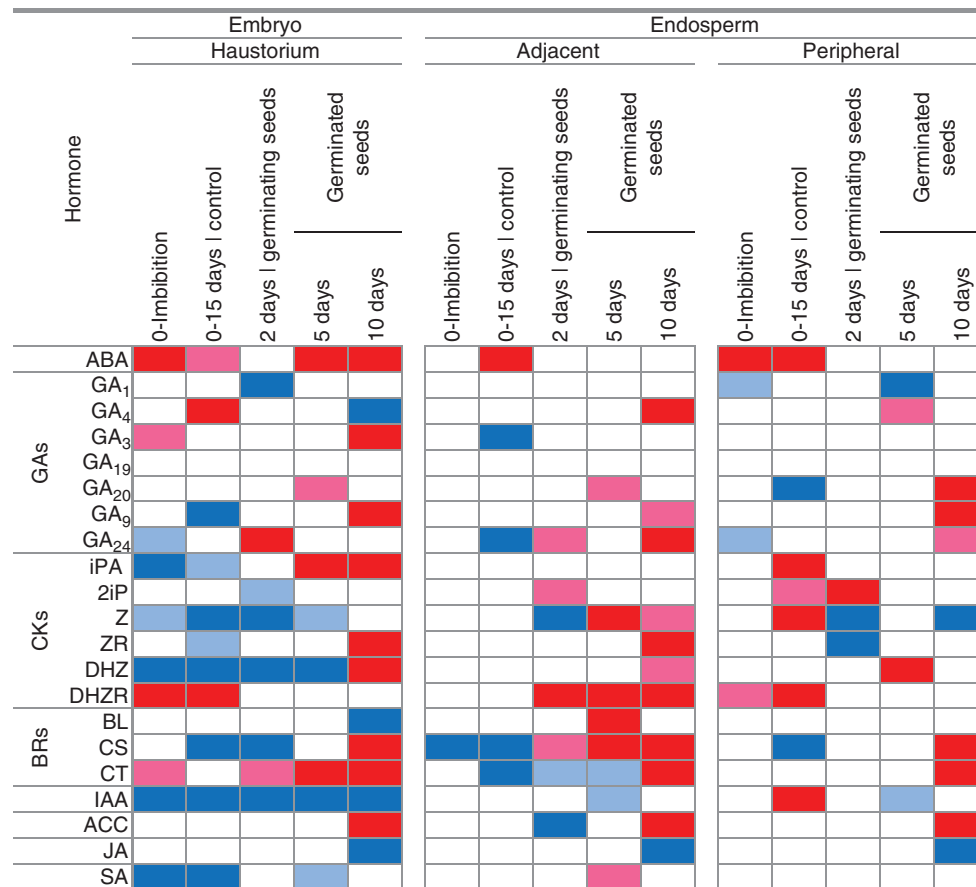 Embryo Endosperm
Haustorium Adjacent Peripheral
Hormone
0-Imbibition
0-15 days I control
2 days I germinating seeds
Germinated
seeds
5 days
10 days
0-Imbibition
0-15 days I control
2 days I germinating seeds
Germinated
seeds
5 days
10 days
0-Imbibition
0-15 days I control
2 days I germinating seeds
Germinated
seeds
5 days
10 days
ABA
GAs
GA1
GA4
GA3
GA19
GA20
GA9
GA24
CKs
iPA
2iP
Z
ZR
DHZ
DHZR
BRs
BL
CS
CT
IAA
ACC
JA
SA